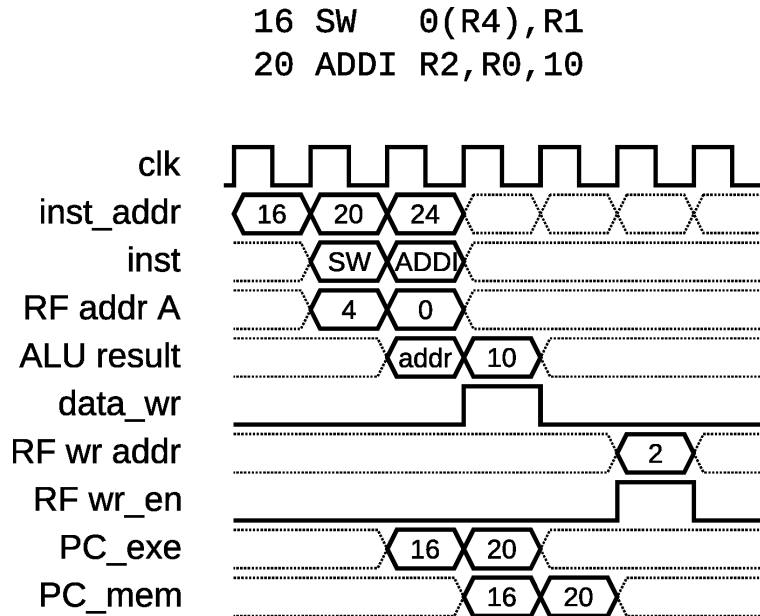 16 SW 0(R4),R1
20 ADDI R2,R0,10
clk
inst_addr 16 20 24
inst SW ADDI
RF addr A 4 0
ALU result addr 10
data_wr
RF wr addr 2
RF wr_en
PC_exe 16 20
PC_mem 16 20